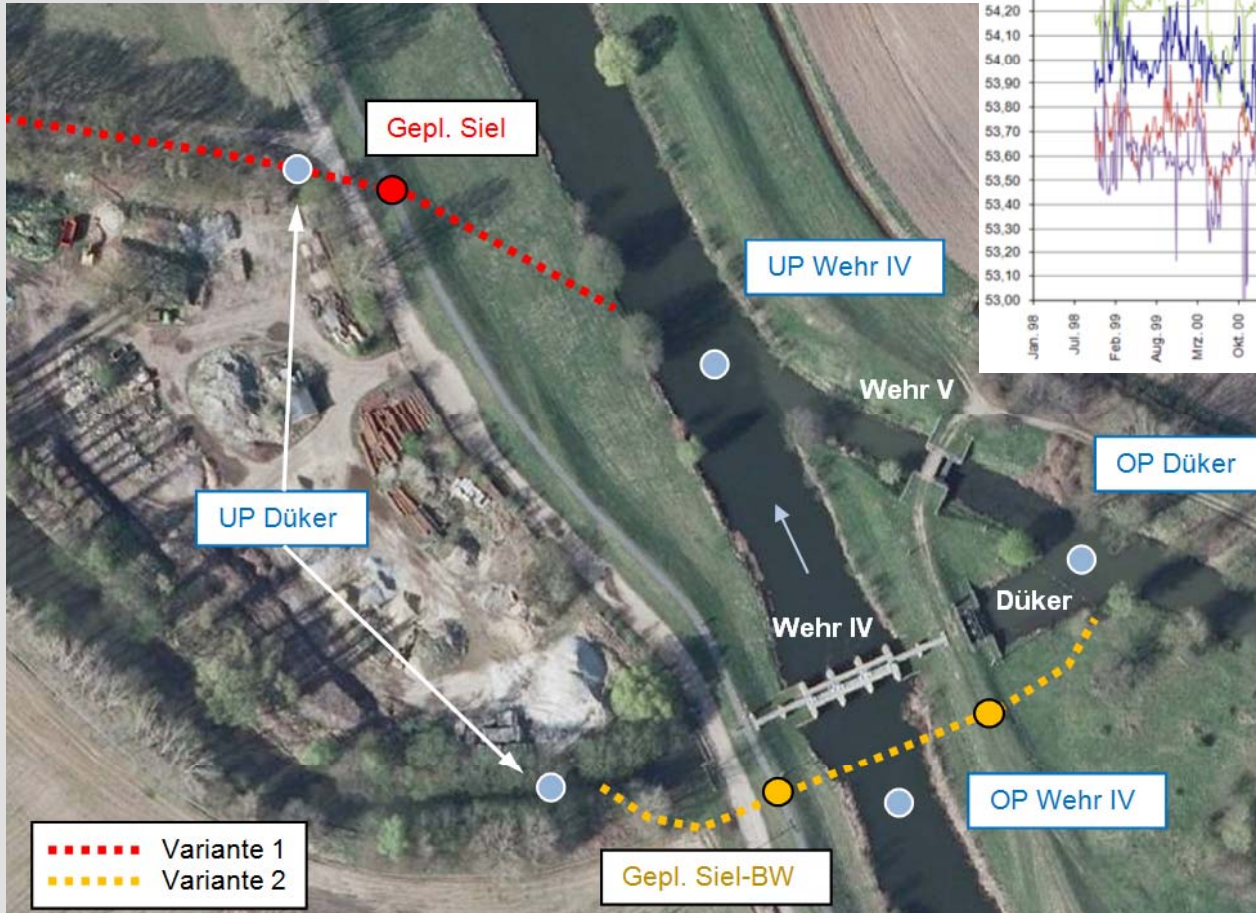 Gepl. Siel
UP Wehr IV
Wehr V
OP Düker
UP Düker
Düker
Wehr IV
OP Wehr IV
Gepl. Siel-BW
Variante 1
Variante 2
54,20
54,10
54,00
53,90
53,80
53,70
53,60
53,50
53,40
53,30
53,20
53,10
53,00
Jan. 98
Jul. 98
Feb. 99
Aug. 99
Mrz. 00
Okt. 00